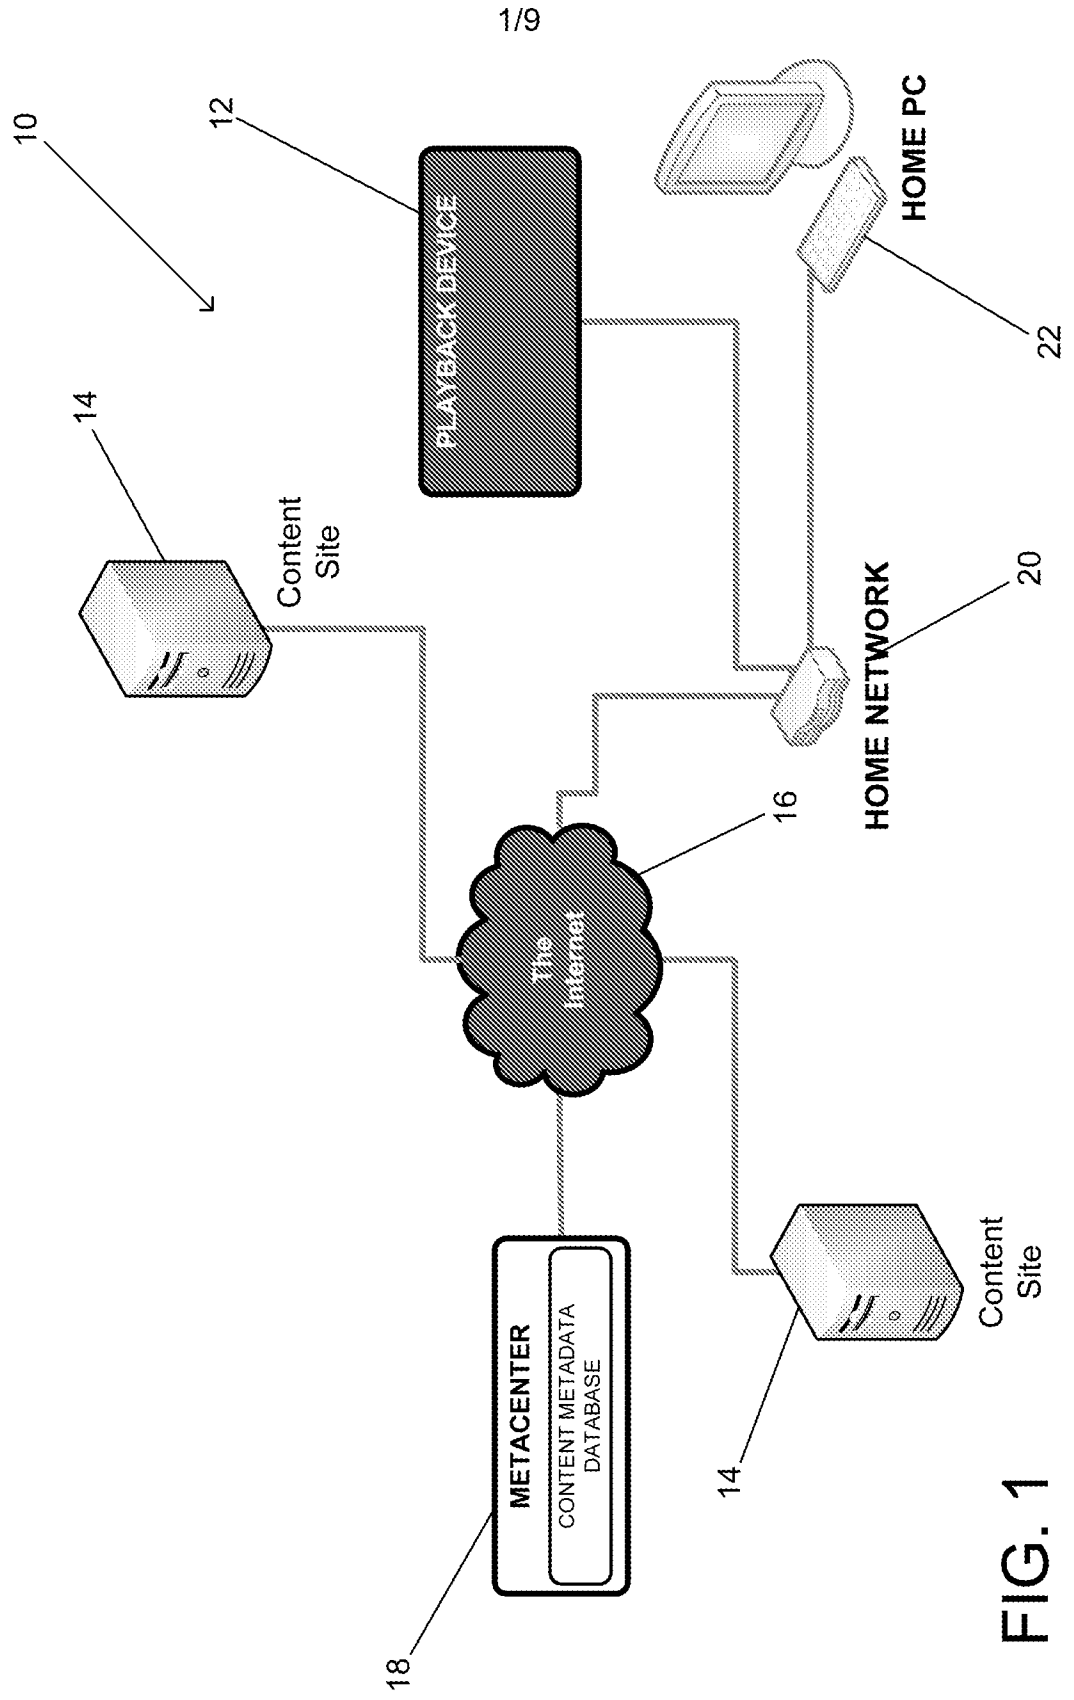 1/9
10
12
14
PLAYBACK DEVICE
Content
Site
HOME PC
22
20
HOME NETWORK
16
The
Internet
METACENTER
CONTENT METADATA
DATABASE
18
14
Content
Site
FIG. 1